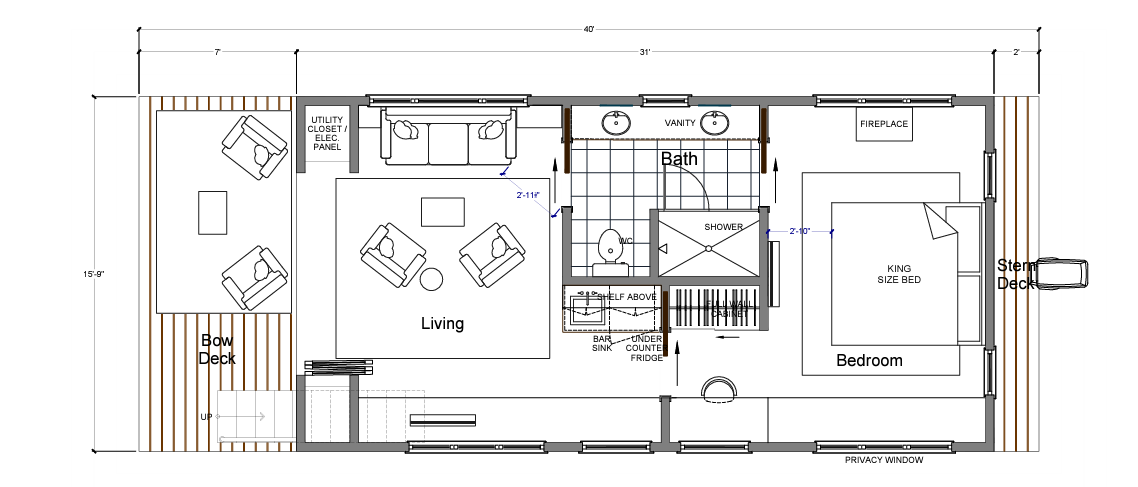 40'
7'
31'
2'
UTILITY
CLOSET /
ELEC.
PANEL
VANITY
FIREPLACE
Bath
2'-11½"
SHOWER
WC
2'-10"
KING
SIZE BED
Stern
Deck
15'-9"
SHELF ABOVE
FULL WALL
CABINET
Living
BAR
SINK
UNDER
COUNTER
FRIDGE
Bow
Deck
Bedroom
UP
PRIVACY WINDOW